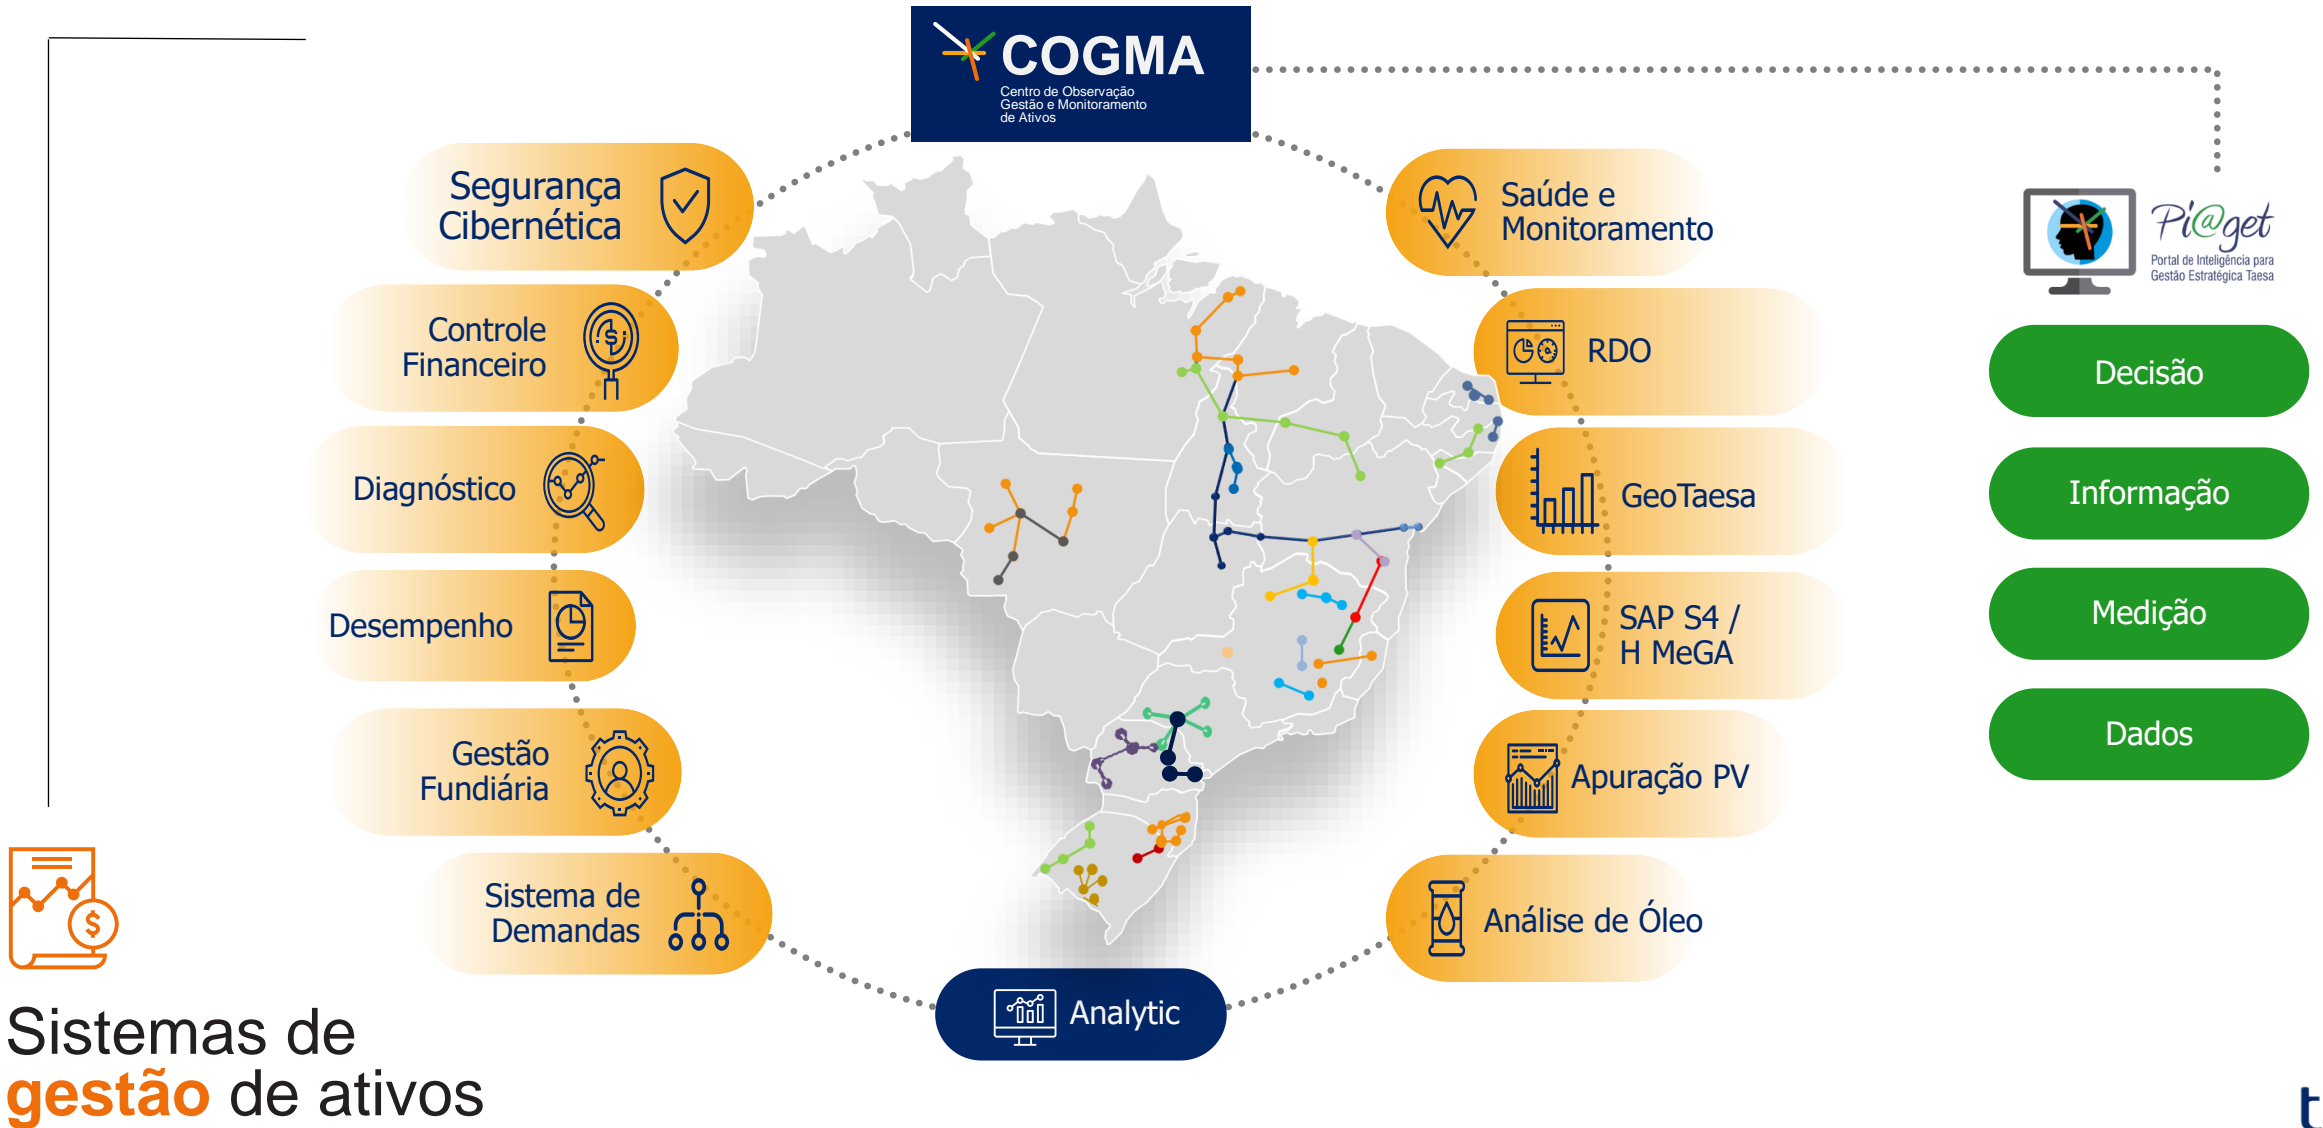 COGMA
Centro de Observação
Gestão e Monitoramento
de Ativos
Segurança
Cibernética
Controle
Financeiro
Diagnóstico
Desempenho
Gestão
Fundiária
Sistema de
Demandas
Saúde e
Monitoramento
RDO
GeoTaesa
SAP S4 /
H MeGA
Apuração PV
Análise de Óleo
Analytic
Pi@get
Portal de Inteligência para
Gestão Estratégica Taesa
Decisão
Informação
Medição
Dados
Sistemas de
gestão de ativos
t